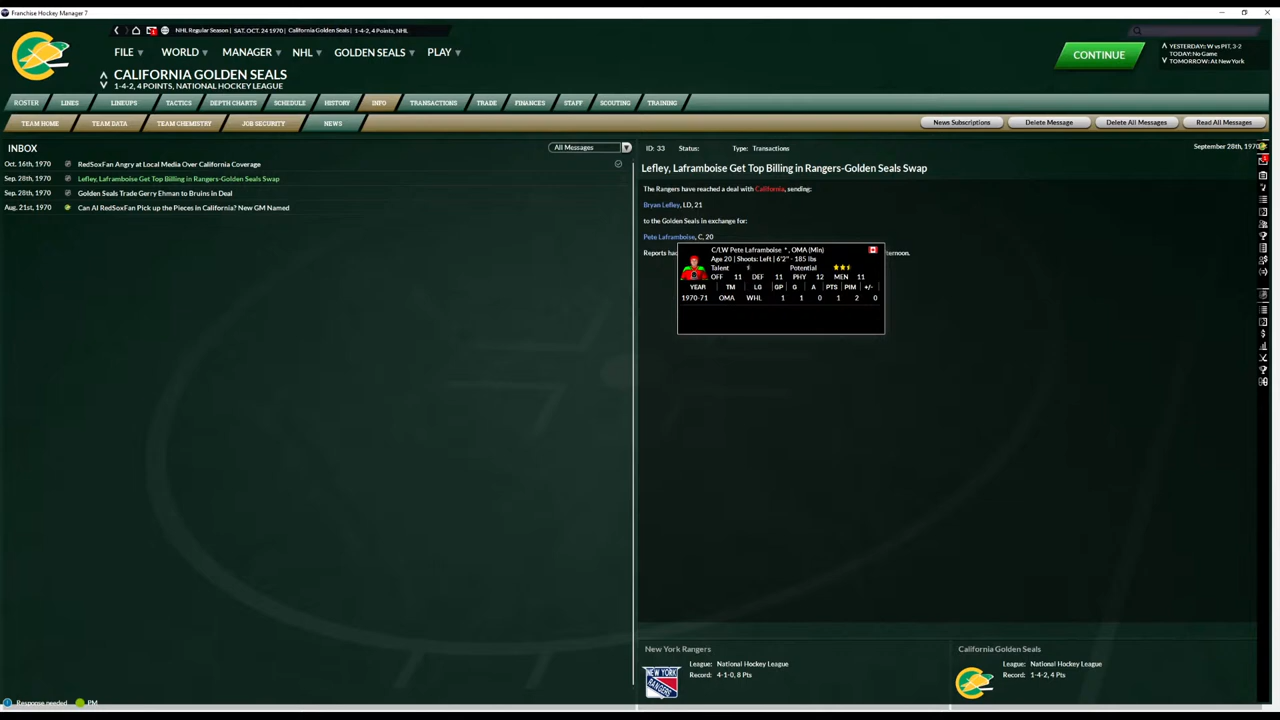 Franchise Hockey Manager 7
NHL Regular Season | SAT. OCT. 24 1970 | California Golden Seals | 1-4-2, 4 Points, NHL
FILE WORLD MANAGER NHL GOLDEN SEALS PLAY
CONTINUE
YESTERDAY: W vs PIT, 3-2
TODAY: No Game
TOMORROW: At New York
CALIFORNIA GOLDEN SEALS
1-4-2, 4 POINTS, NATIONAL HOCKEY LEAGUE
ROSTER LINES LINEUPS TACTICS DEPTH CHARTS SCHEDULE HISTORY INFO TRANSACTIONS TRADE FINANCES STAFF SCOUTING TRAINING
TEAM HOME TEAM DATA TEAM CHEMISTRY JOB SECURITY NEWS
News Subscriptions Delete Message Delete All Messages Read All Messages
INBOX All Messages
Oct. 16th, 1970 RedSoxFan Angry at Local Media Over California Coverage
Sep. 28th, 1970 Lefley, Laframboise Get Top Billing in Rangers-Golden Seals Swap
Sep. 28th, 1970 Golden Seals Trade Gerry Ehman to Bruins in Deal
Aug. 21st, 1970 Can Al RedSoxFan Pick up the Pieces in California? New GM Named
ID: 33 Status: Type: Transactions
September 28th, 1970
Lefley, Laframboise Get Top Billing in Rangers-Golden Seals Swap
The Rangers have reached a deal with California, sending:
Bryan Lefley, LD, 21
to the Golden Seals in exchange for:
Pete Laframboise, C, 20
Reports ha
ernoon.
C/LW Pete Laframboise *, OMA (Min)
Age 20 | Shoots: Left | 6'2" - 185 lbs
Talent Potential
OFF 11 DEF 11 PHY 12 MEN 11
YEAR TM LG GP G A PTS PIM +/-
1970-71 OMA WHL 1 1 0 1 2 0
New York Rangers
League: National Hockey League
Record: 4-1-0, 8 Pts
NEW YORK
RANGERS
California Golden Seals
League: National Hockey League
Record: 1-4-2, 4 Pts
Response needed PM